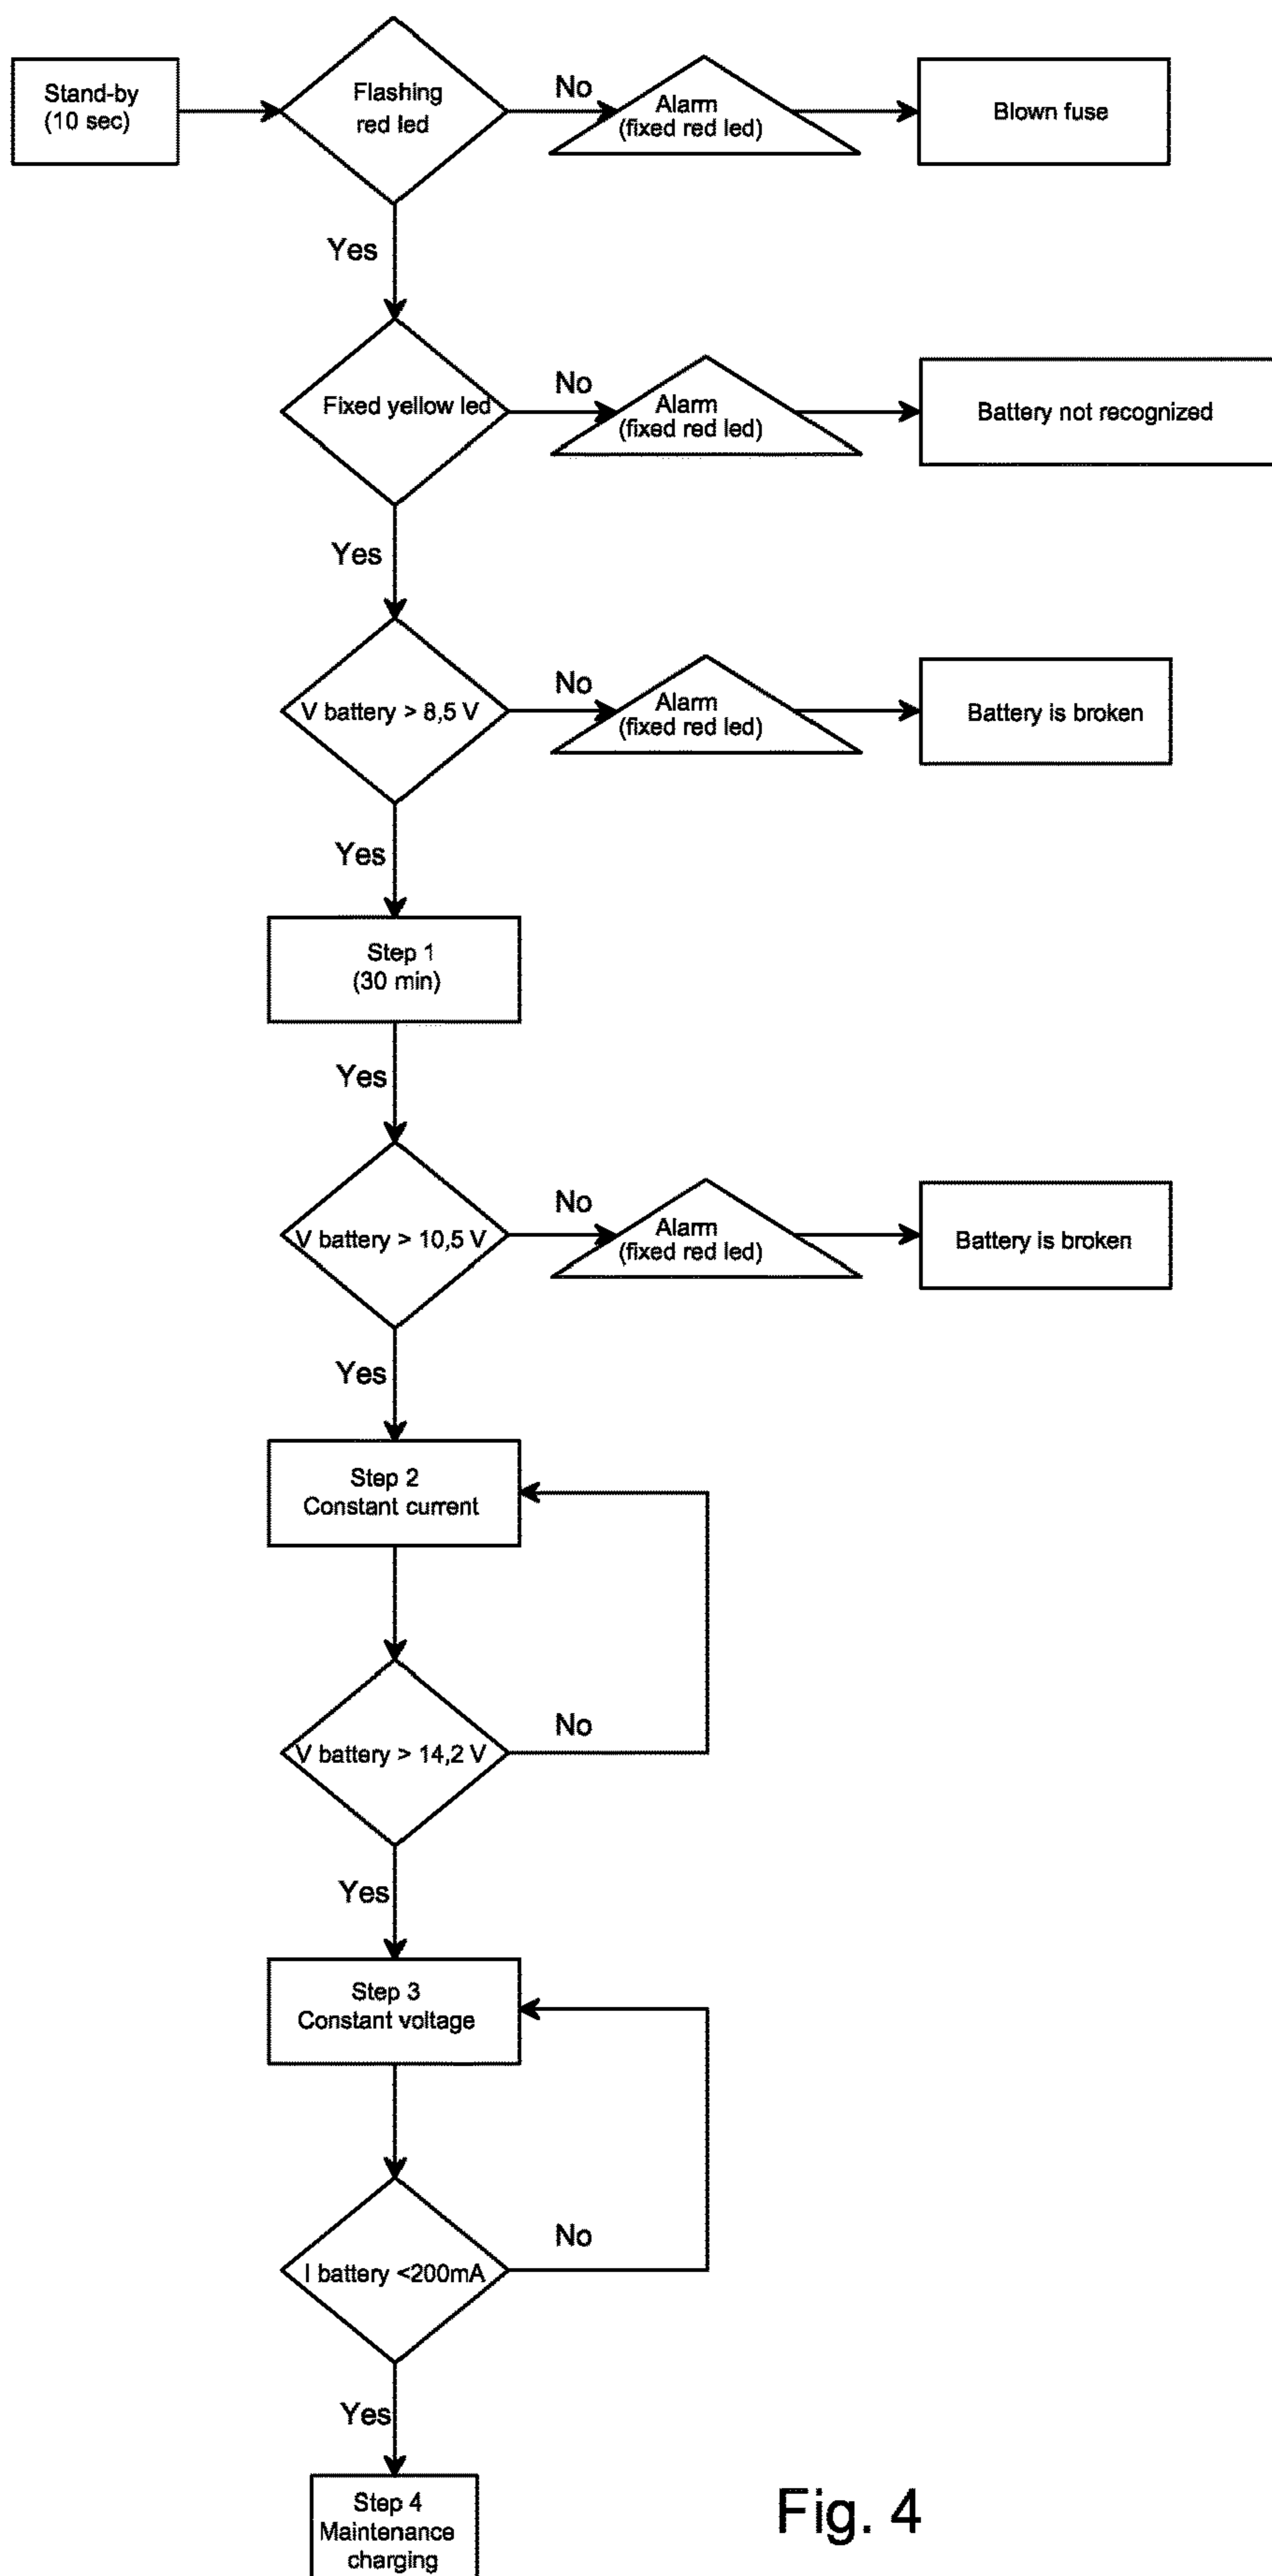 Stand-by
(10 sec)
Flashing
red led
No
Alarm
(fixed red led)
Blown fuse
Yes
Fixed yellow led
No
Alarm
(fixed red led)
Battery not recognized
Yes
V battery > 8,5 V
No
Alarm
(fixed red led)
Battery is broken
Yes
Step 1
(30 min)
Yes
V battery > 10,5 V
No
Alarm
(fixed red led)
Battery is broken
Yes
Step 2
Constant current
V battery > 14,2 V
No
Yes
Step 3
Constant voltage
I battery <200mA
No
Yes
Step 4
Maintenance
charging
Fig. 4